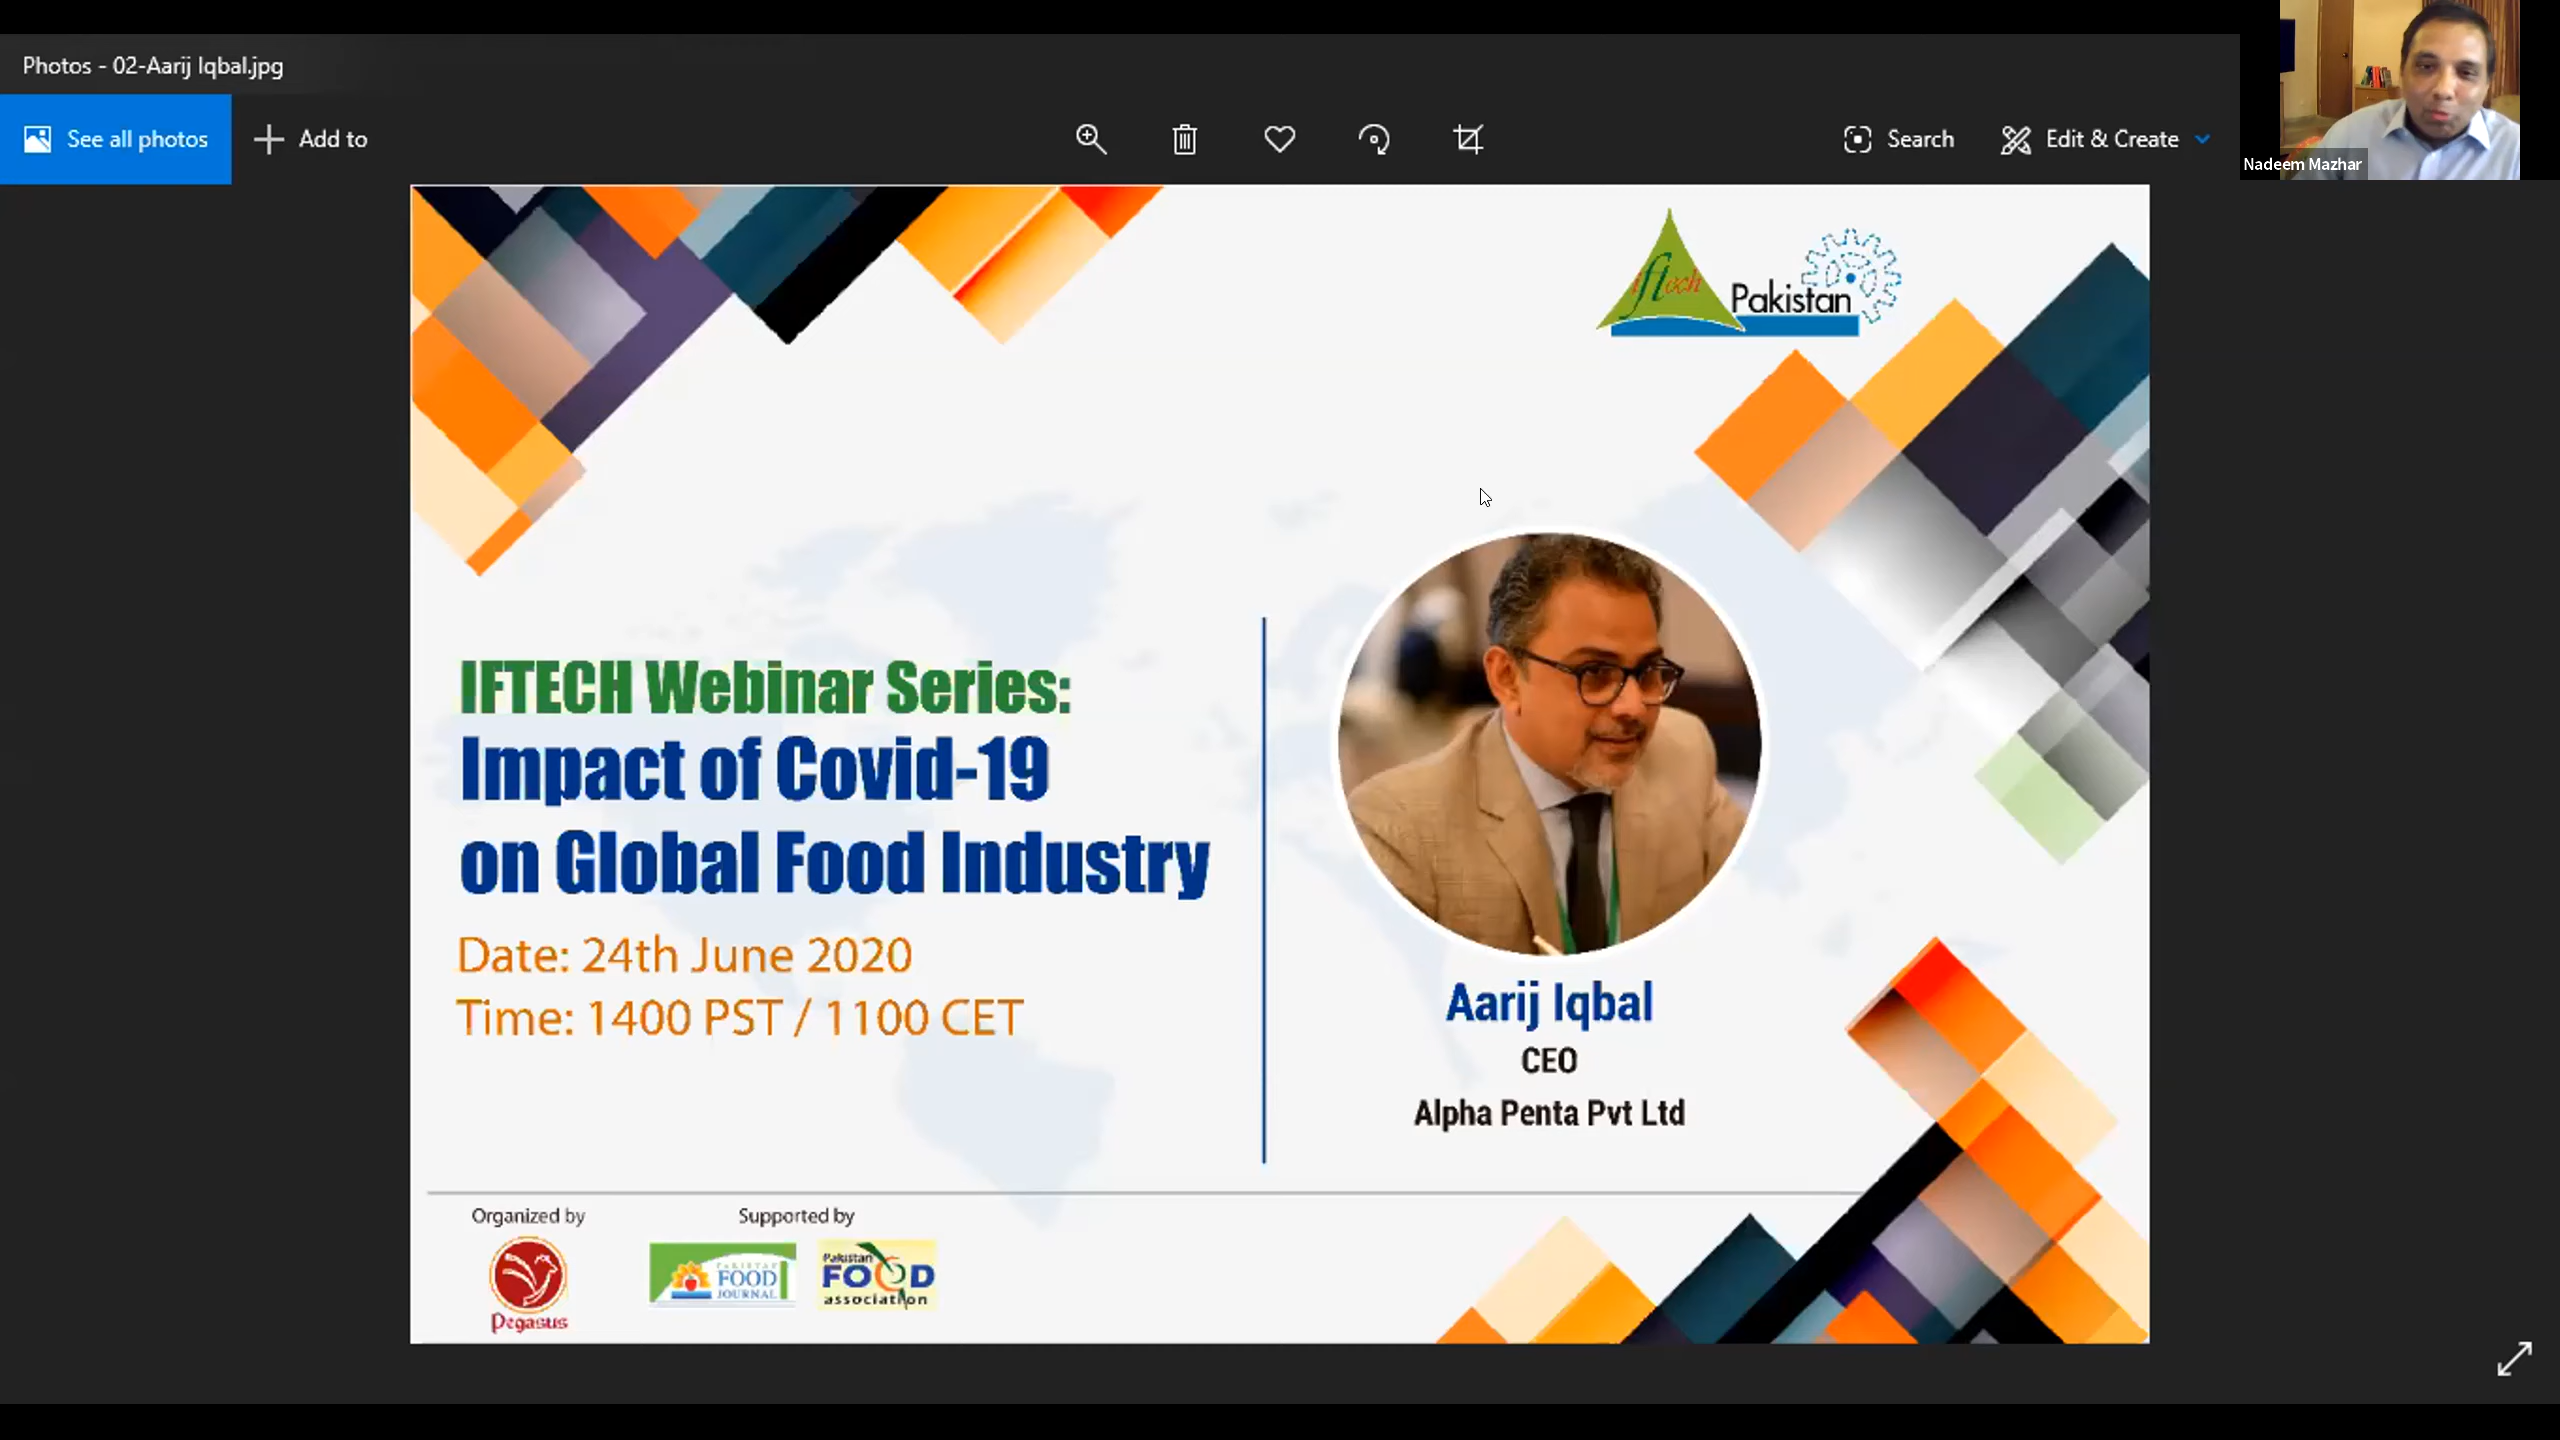 Photos - 02-Aarij Iqbal.jpg
See all photos
Add to
Search
Edit & Create
Nadeem Mazhar
iftech
Pakistan
IFTECH Webinar Series:
Impact of Covid-19
on Global Food Industry
Date: 24th June 2020
Time: 1400 PST / 1100 CET
Aarij Iqbal
CEO
Alpha Penta Pvt Ltd
Organized by
Supported by
Pegasus
PAKISTAN
FOOD
JOURNAL
Pakistan
FOOD
association